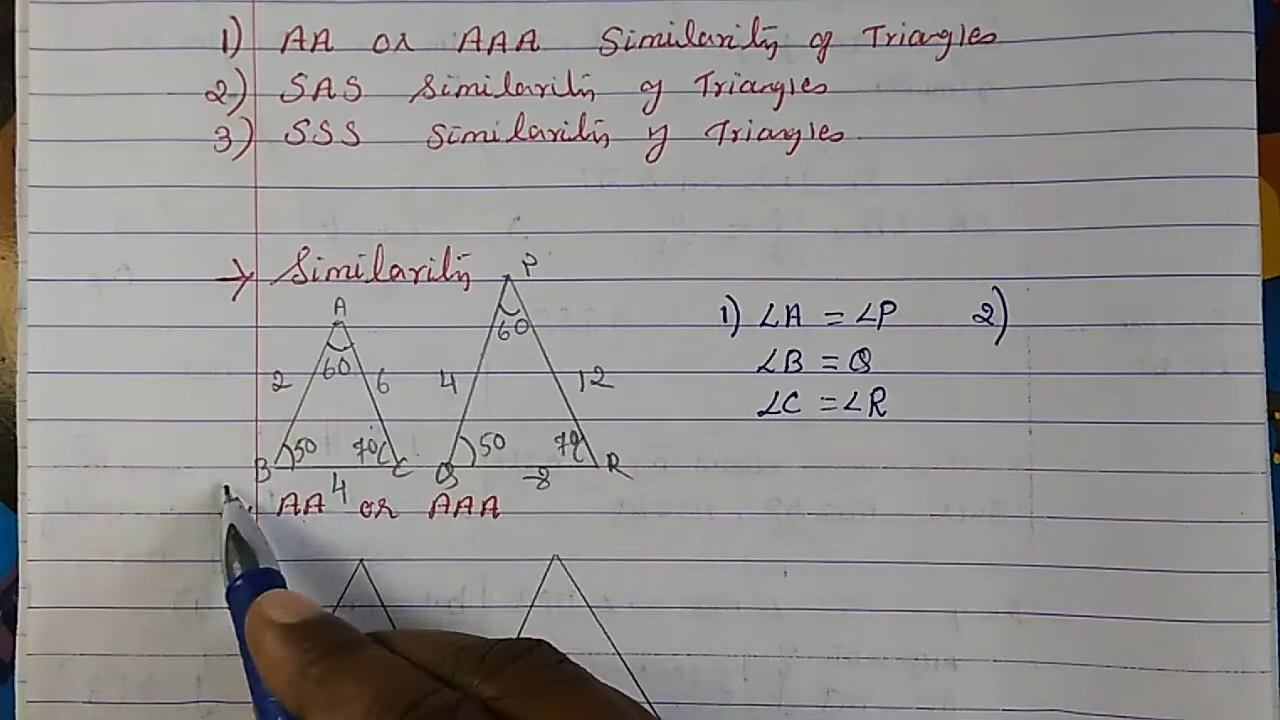 1) AA or AAA Similarity of Triangles
2) SAS Similarity of Triangles
3) SSS Similarity of Triangles
→ Similarity
P
A
60
60
2
6
4
12
50
70
50
70
B
4
C
Q
8
R
1) ∠A = ∠P
∠B = Q
∠C = ∠R
2)
AA or AAA